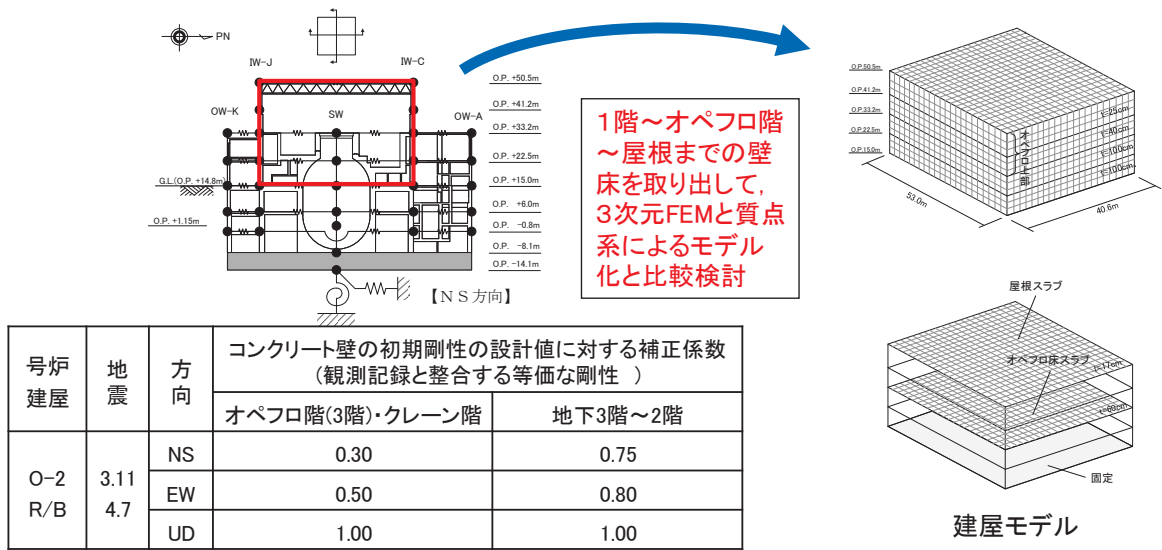 PN
IW-J
IW-C
OW-K
SW
OW-A
O.P. +50.5m
O.P. +41.2m
O.P. +33.2m
O.P. +22.5m
O.P. +15.0m
O.P. +6.0m
O.P. -0.8m
O.P. -8.1m
O.P. -14.1m
G.L.(O.P. +14.8m)
O.P. +1.15m
【NS方向】
1階~オペフロ階
~屋根までの壁
床を取り出して,
3次元FEMと質点
系によるモデル
化と比較検討
O.P.50.5m
O.P.41.2m
O.P.33.2m
O.P.22.5m
O.P.15.0m
オペフロ上部
t=25cm
t=40cm
t=100cm
t=100cm
53.0m
40.6m
屋根スラブ
オペフロ床スラブ
t=17cm
t=60cm
固定
建屋モデル
号炉
建屋
地
震
方
向
コンクリート壁の初期剛性の設計値に対する補正係数
(観測記録と整合する等価な剛性 )
オペフロ階(3階)・クレーン階
地下3階~2階
O-2
R/B
3.11
4.7
NS 0.30 0.75
EW 0.50 0.80
UD 1.00 1.00